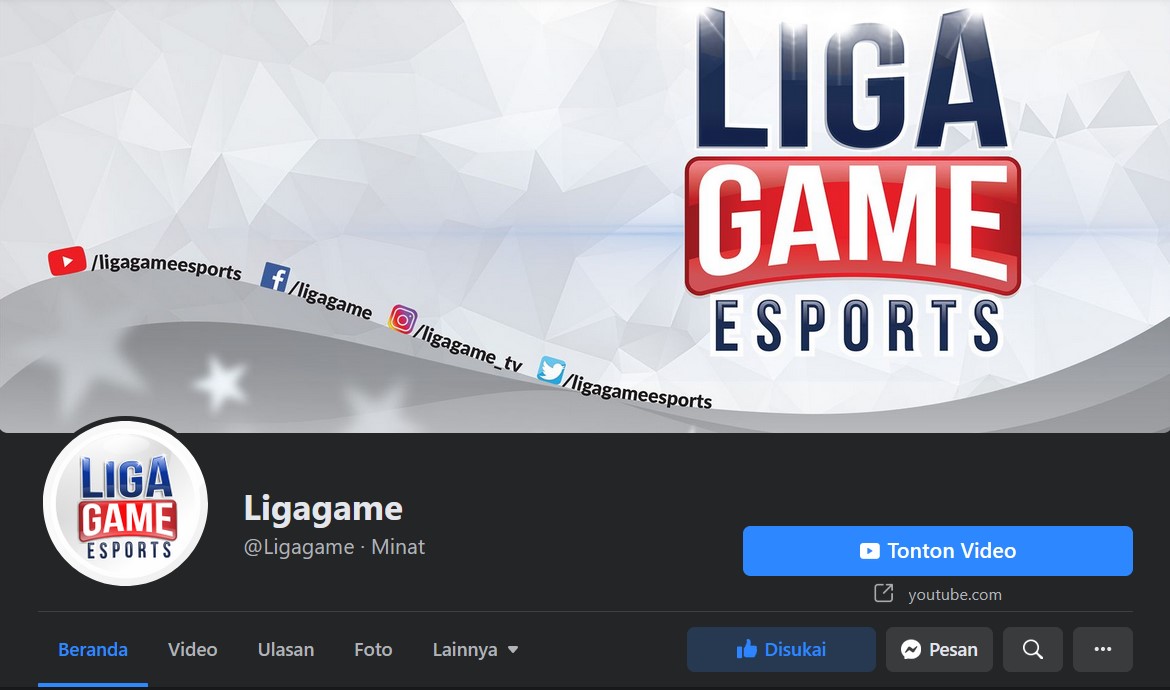 LIGA
GAME
ESPORTS
/ligagameesports
/ligagame
/ligagame_tv
/ligagameesports
LIGA
GAME
ESPORTS
Ligagame
@Ligagame · Minat
Tonton Video
youtube.com
Beranda Video Ulasan Foto Lainnya
Disukai Pesan